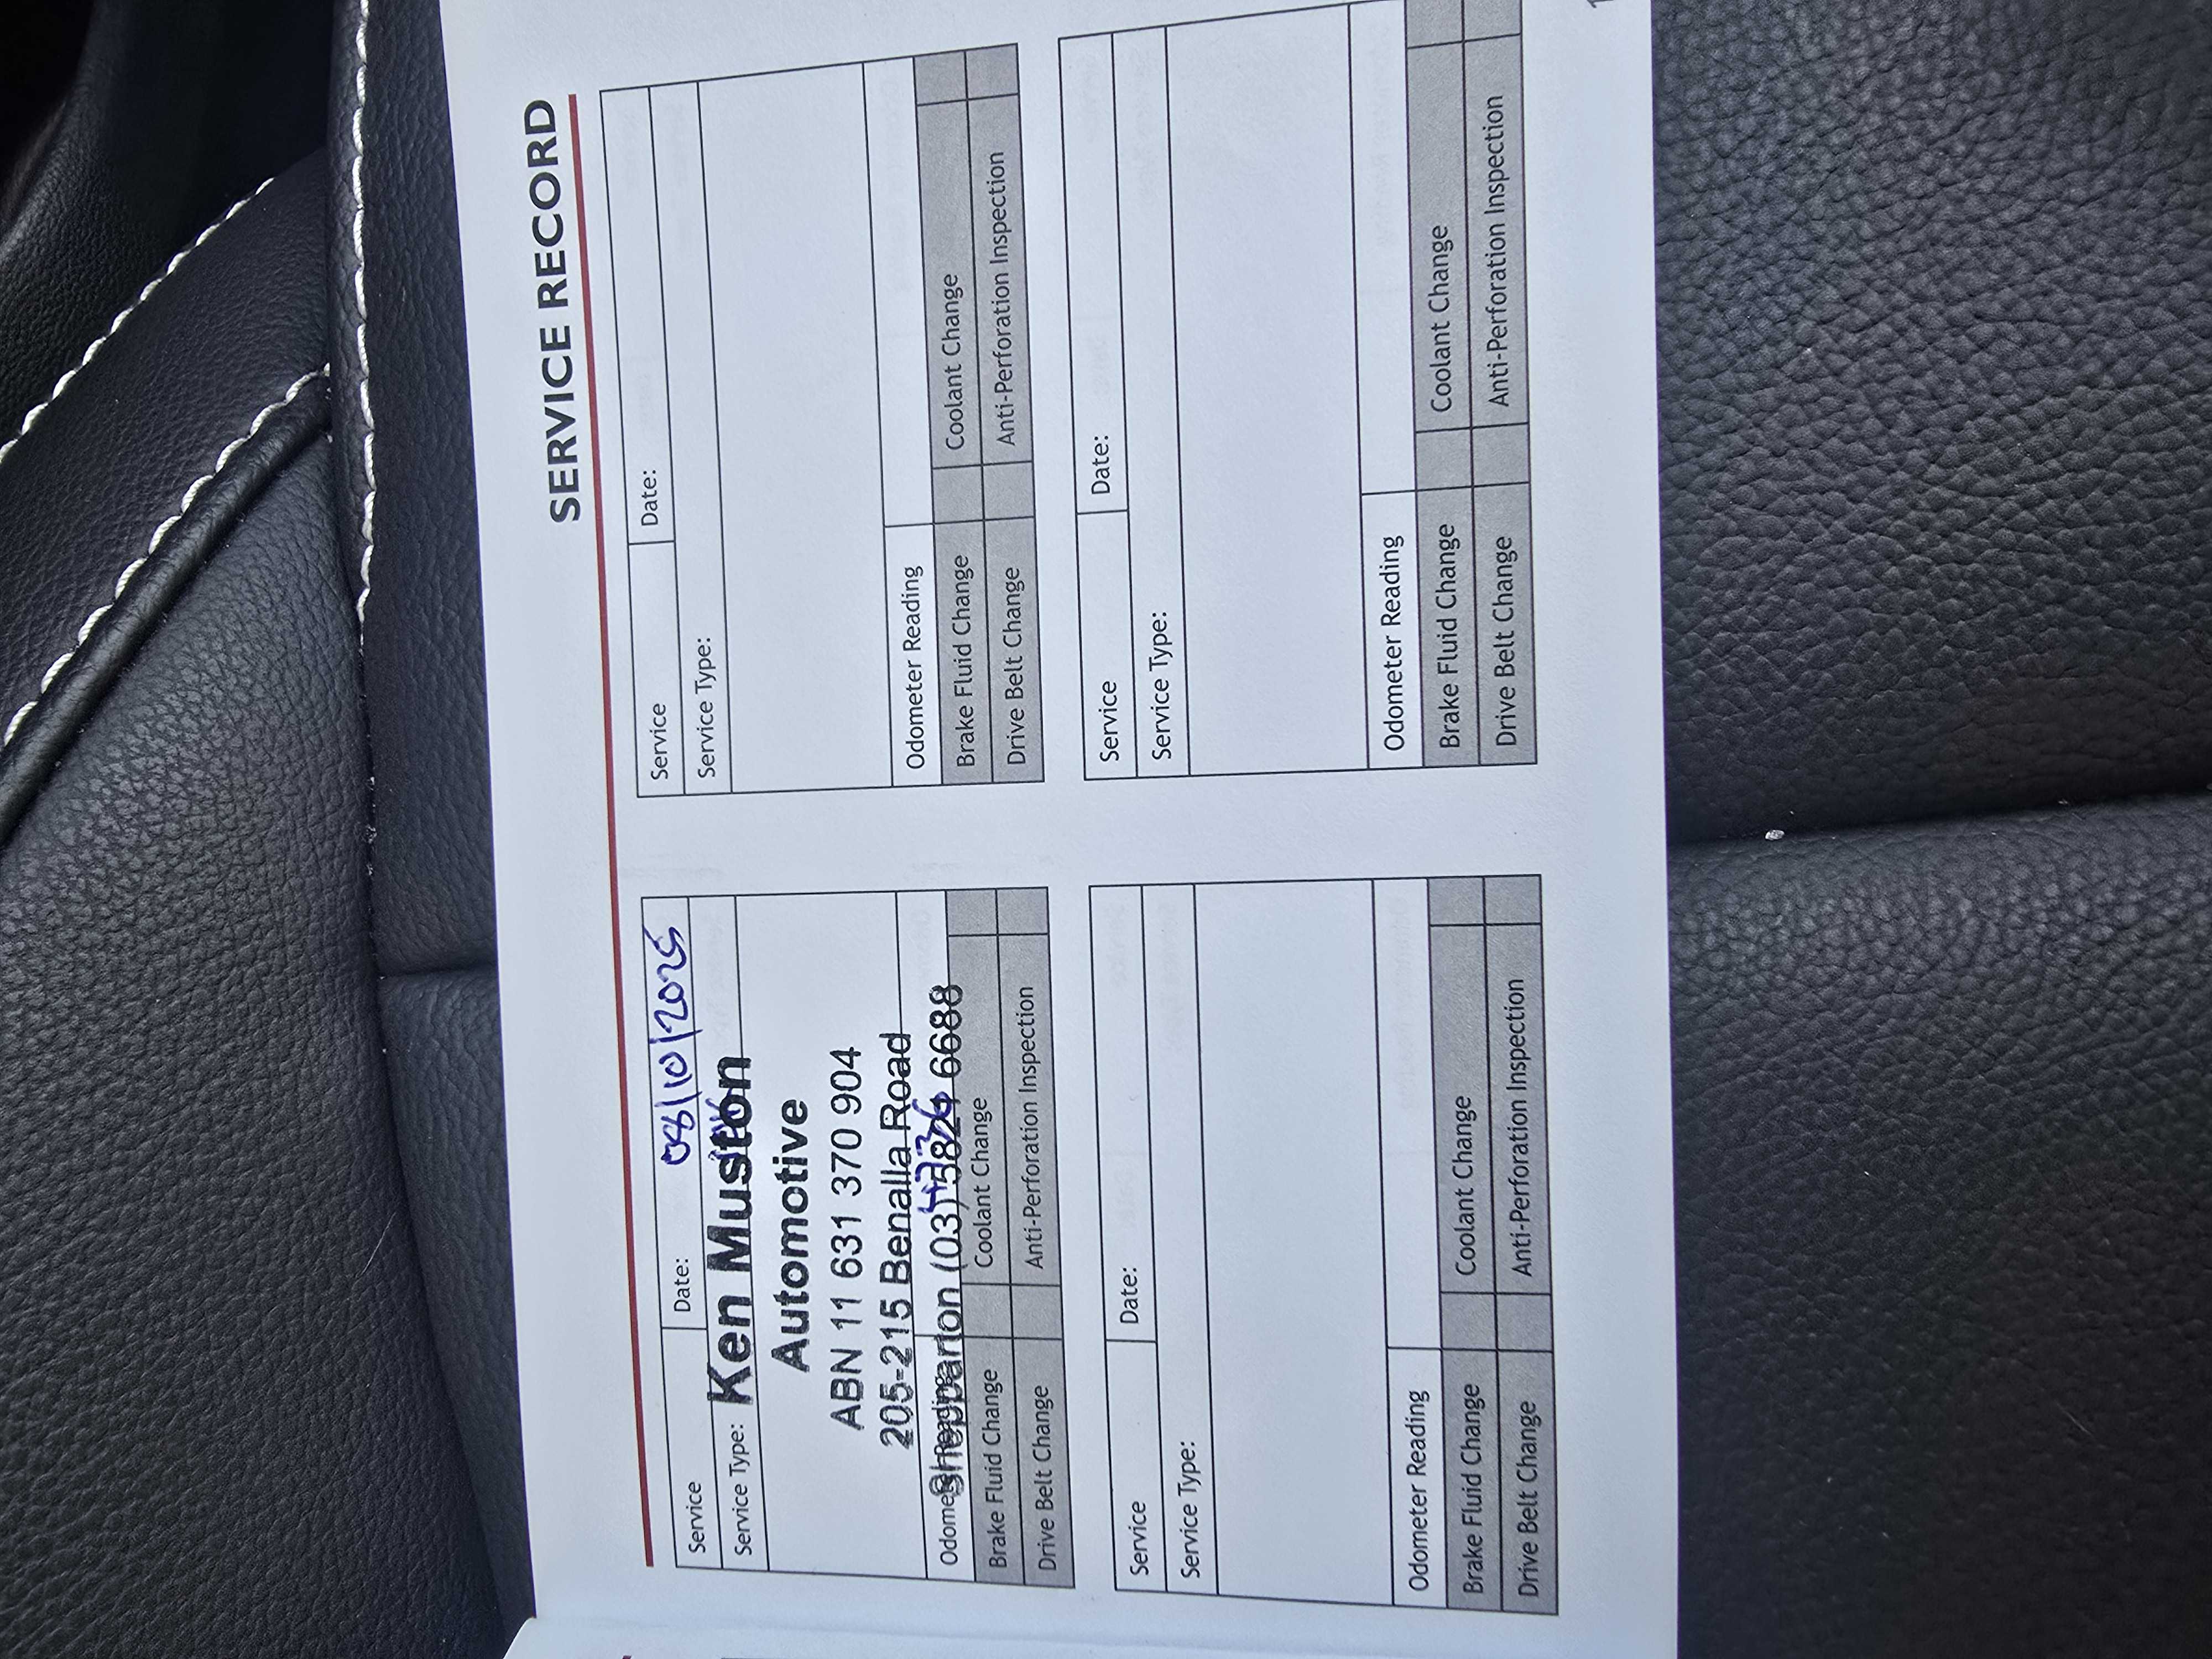 SERVICE RECORD
Service Date: 08/10/2025
Service Type:
Ken Muston
Automotive
ABN 11 631 370 904
205-215 Benalla Road
Shepparton (03) 5821 6688
Odometer Reading
Brake Fluid Change Coolant Change
Drive Belt Change Anti-Perforation Inspection
Service Date:
Service Type:
Odometer Reading
Brake Fluid Change Coolant Change
Drive Belt Change Anti-Perforation Inspection
Service Date:
Service Type:
Odometer Reading
Brake Fluid Change Coolant Change
Drive Belt Change Anti-Perforation Inspection
Service Date:
Service Type:
Odometer Reading
Brake Fluid Change Coolant Change
Drive Belt Change Anti-Perforation Inspection